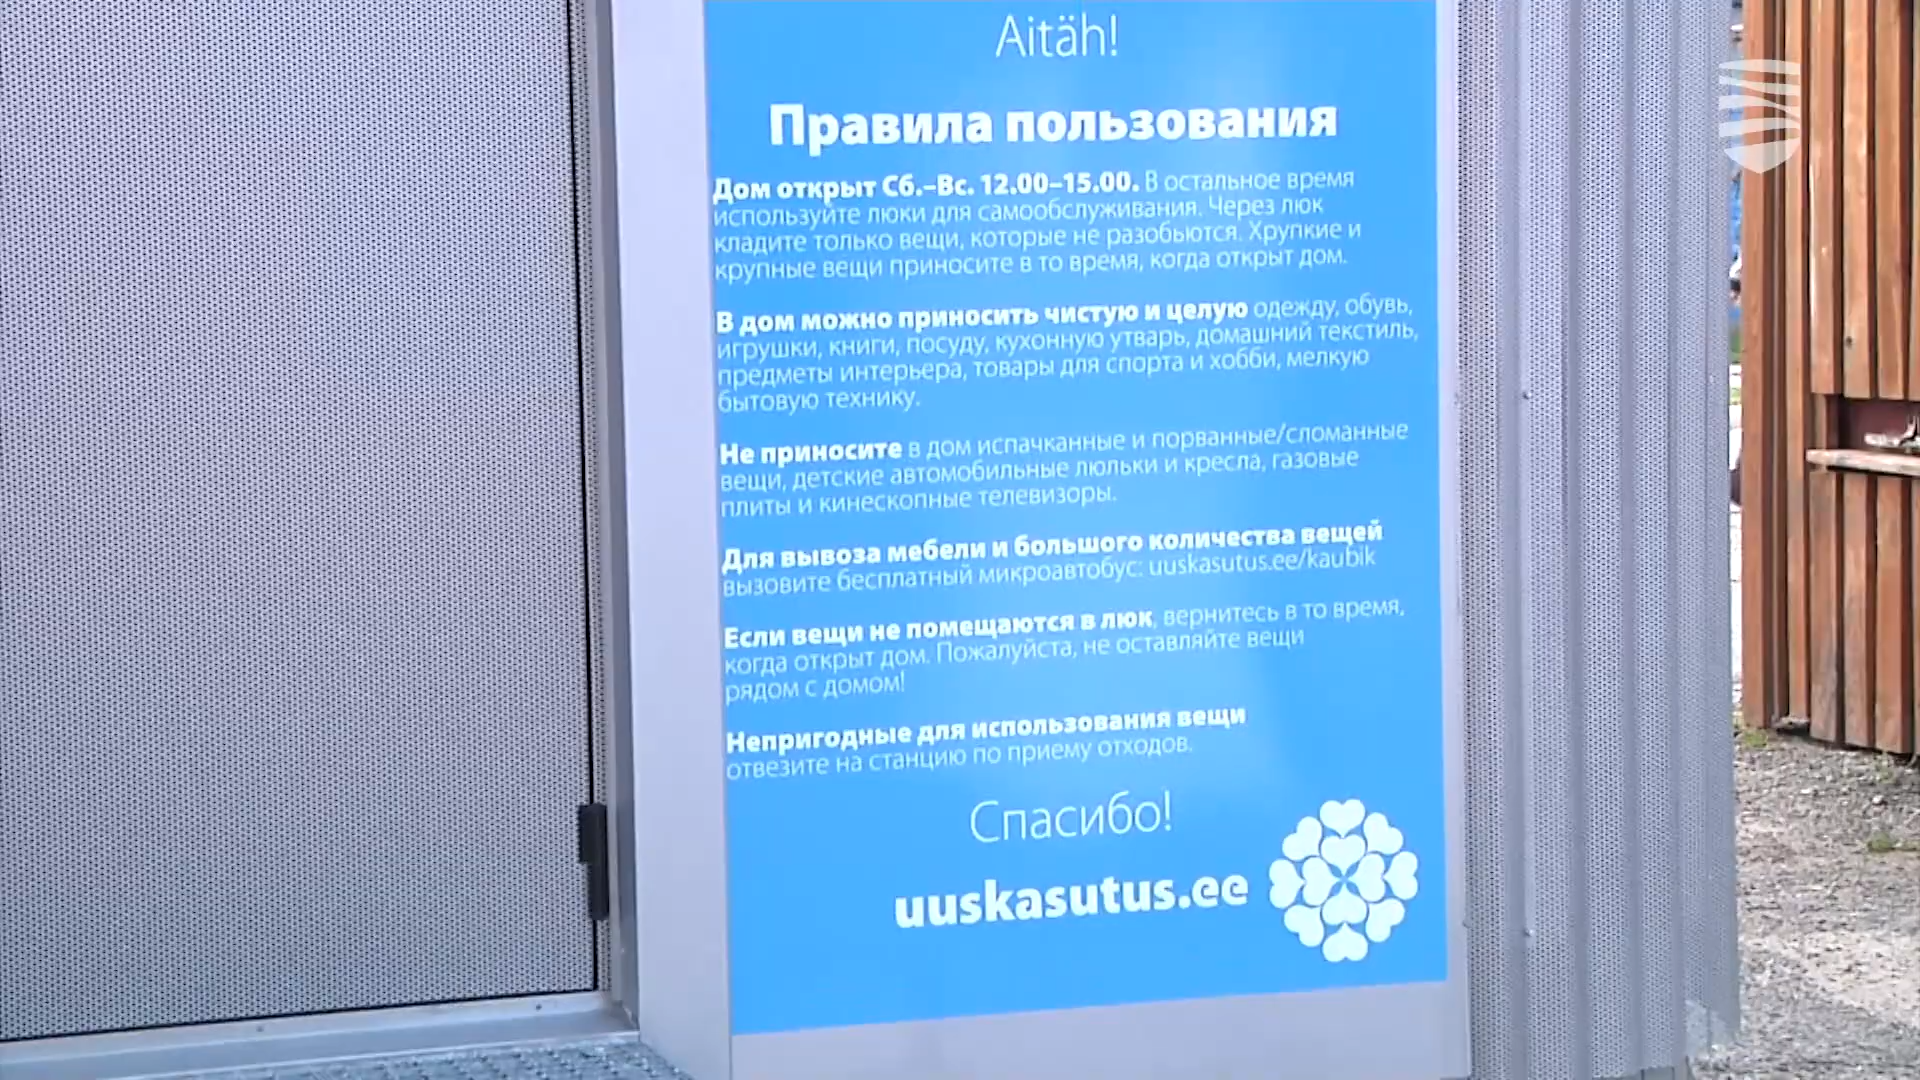 Aitäh!
Правила пользования
Дом открыт Сб.–Вс. 12.00–15.00. В остальное время
используйте люки для самообслуживания. Через люк
кладите только вещи, которые не разобьются. Хрупкие и
крупные вещи приносите в то время, когда открыт дом.
В дом можно приносить чистую и целую одежду, обувь,
игрушки, книги, посуду, кухонную утварь, домашний текстиль,
предметы интерьера, товары для спорта и хобби, мелкую
бытовую технику.
Не приносите в дом испачканные и порванные/сломанные
вещи, детские автомобильные люльки и кресла, газовые
плиты и кинескопные телевизоры.
Для вывоза мебели и большого количества вещей
вызовите бесплатный микроавтобус: uuskasutus.ee/kaubik
Если вещи не помещаются в люк, вернитесь в то время,
когда открыт дом. Пожалуйста, не оставляйте вещи
рядом с домом!
Непригодные для использования вещи
отвезите на станцию по приему отходов.
Спасибо!
uuskasutus.ee